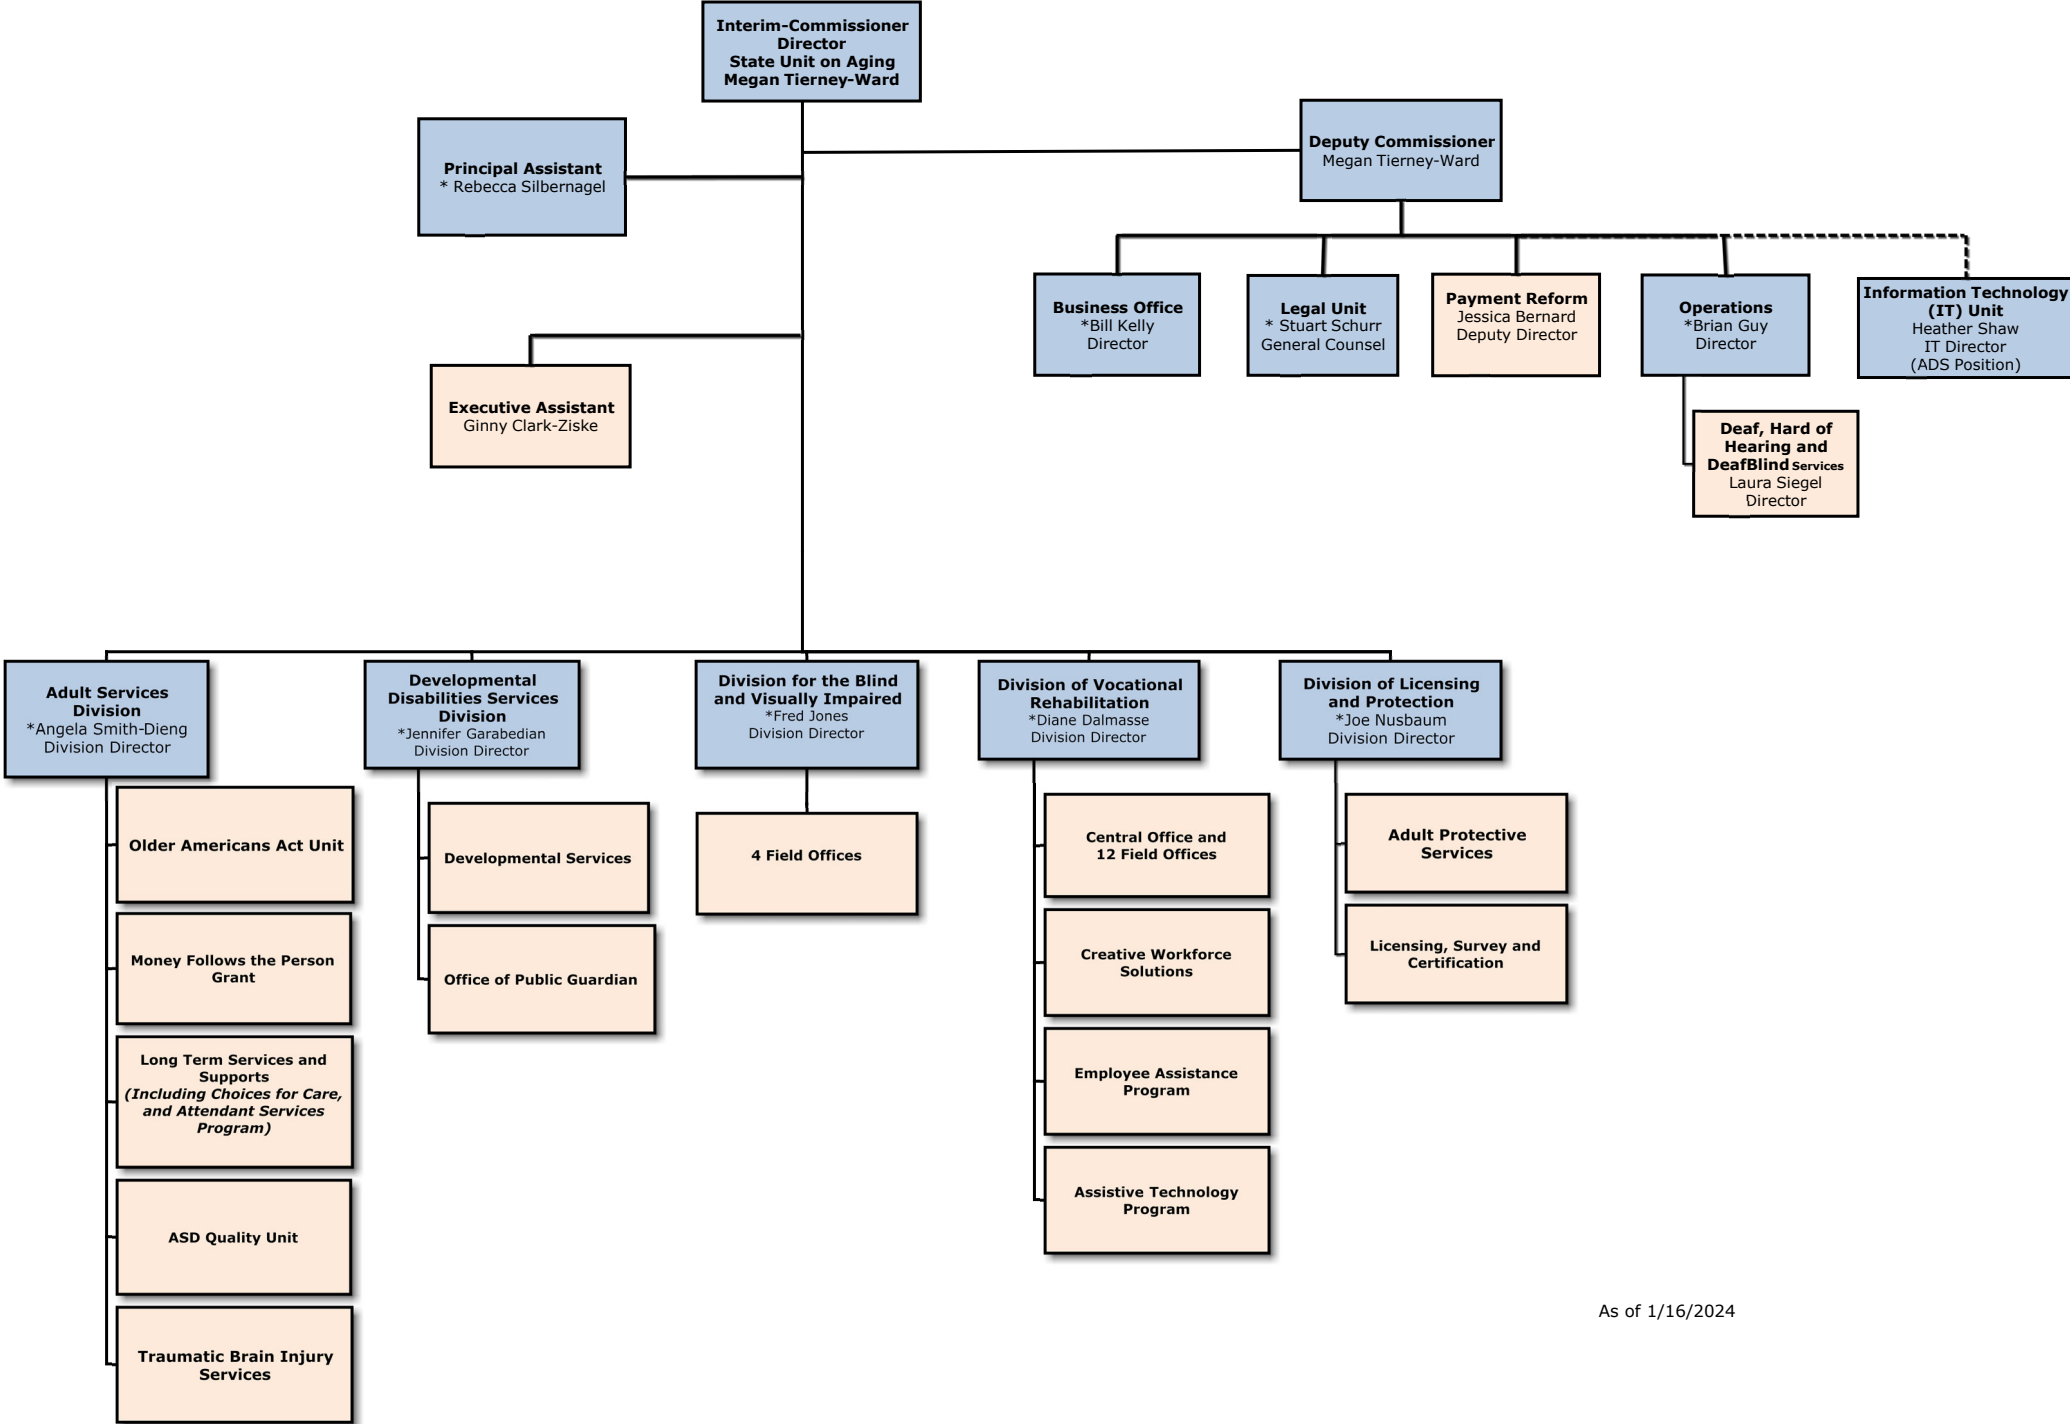 Interim-Commissioner
Director
State Unit on Aging
Megan Tierney-Ward
Principal Assistant
* Rebecca Silbernagel
Deputy Commissioner
Megan Tierney-Ward
Business Office
*Bill Kelly
Director
Legal Unit
* Stuart Schurr
General Counsel
Payment Reform
Jessica Bernard
Deputy Director
Operations
*Brian Guy
Director
Information Technology
(IT) Unit
Heather Shaw
IT Director
(ADS Position)
Executive Assistant
Ginny Clark-Ziske
Deaf, Hard of
Hearing and
DeafBlind Services
Laura Siegel
Director
Adult Services
Division
*Angela Smith-Dieng
Division Director
Developmental
Disabilities Services
Division
*Jennifer Garabedian
Division Director
Division for the Blind
and Visually Impaired
*Fred Jones
Division Director
Division of Vocational
Rehabilitation
*Diane Dalmasse
Division Director
Division of Licensing
and Protection
*Joe Nusbaum
Division Director
Older Americans Act Unit
Money Follows the Person
Grant
Long Term Services and
Supports
(Including Choices for Care,
and Attendant Services
Program)
ASD Quality Unit
Traumatic Brain Injury
Services
Developmental Services
Office of Public Guardian
4 Field Offices
Central Office and
12 Field Offices
Creative Workforce
Solutions
Employee Assistance
Program
Assistive Technology
Program
Adult Protective
Services
Licensing, Survey and
Certification
As of 1/16/2024